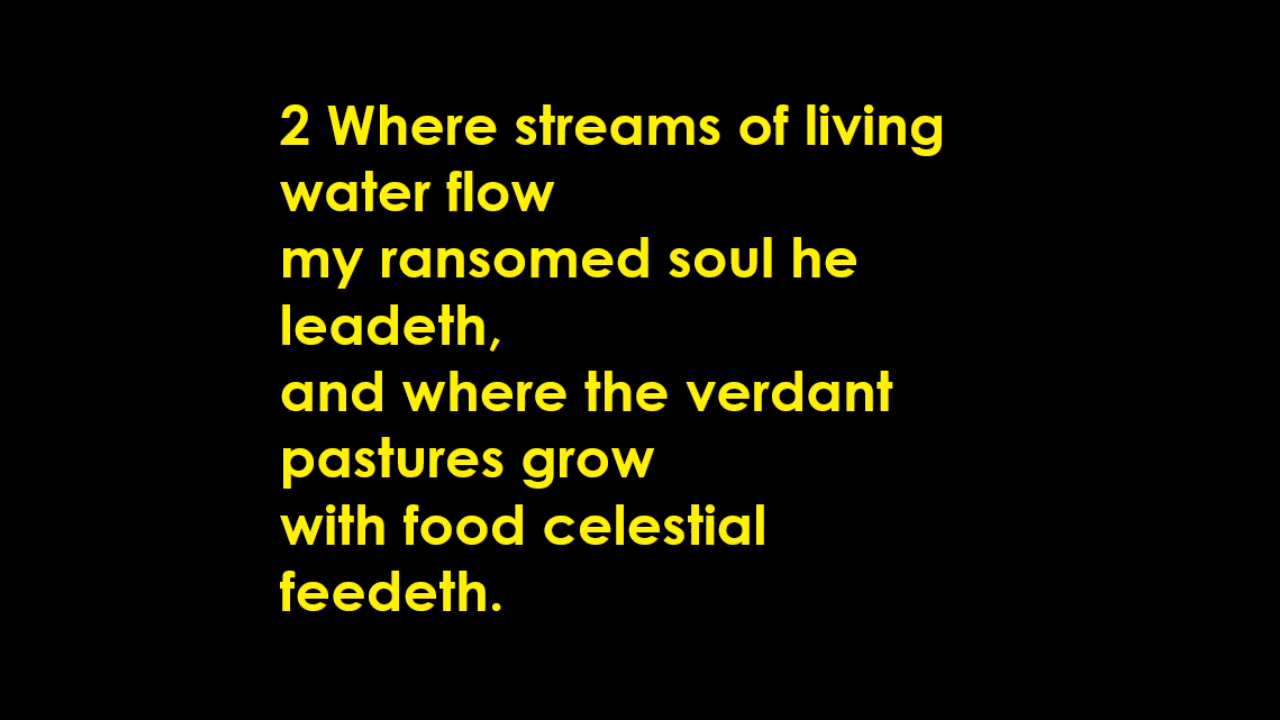 2 Where streams of living
water flow
my ransomed soul he
leadeth,
and where the verdant
pastures grow
with food celestial
feedeth.